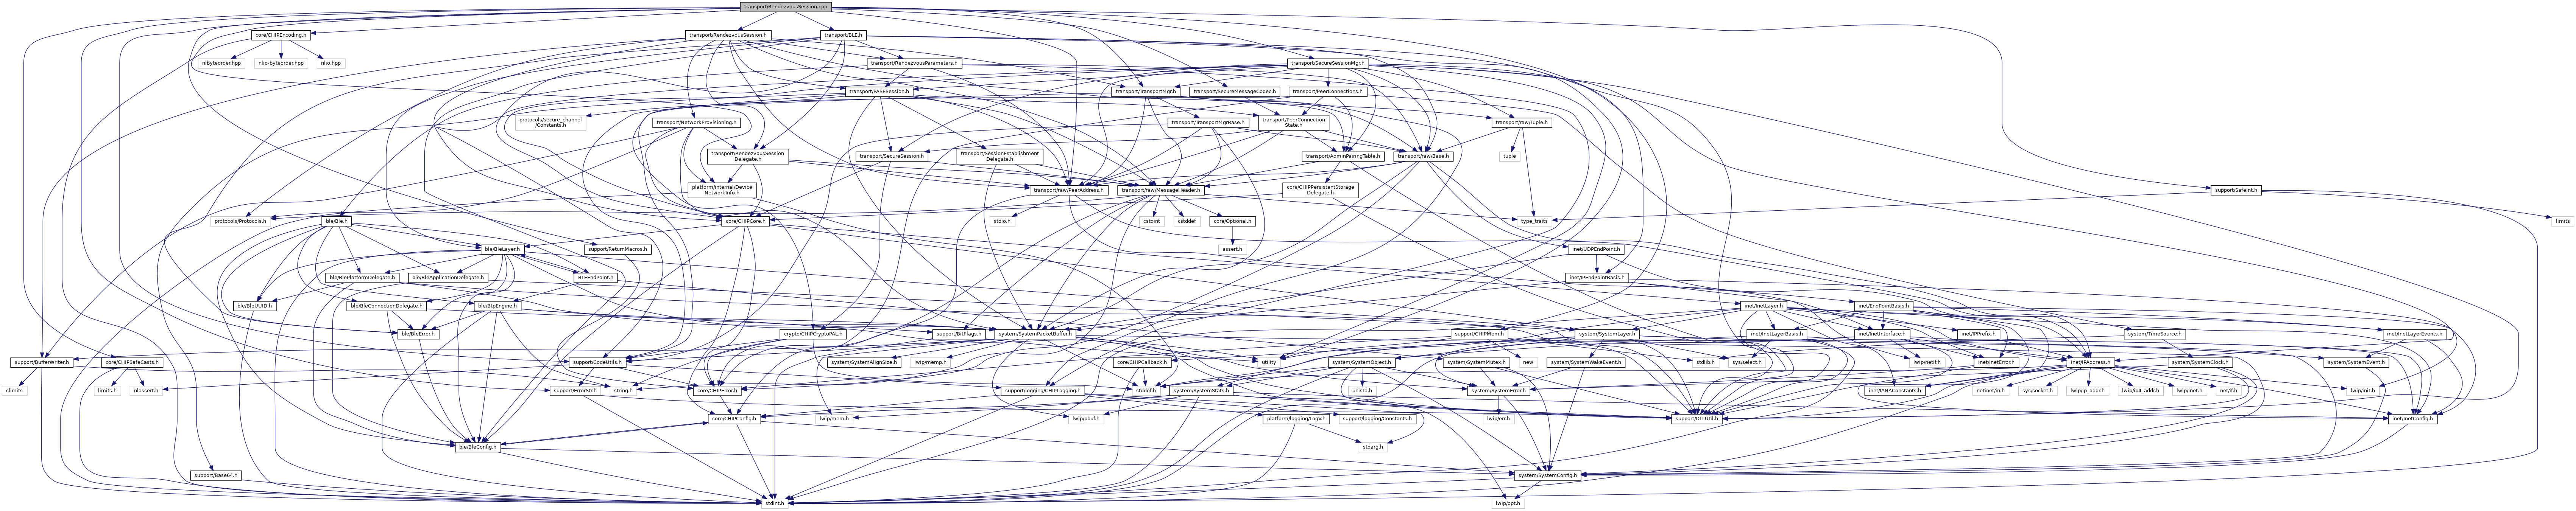 transport/RendezvousSession.cpp
core/CHIPEncoding.h
transport/RendezvousSession.h
transport/BLE.h
nlbyteorder.hpp
nlio-byteorder.hpp
nlio.hpp
transport/RendezvousParameters.h
transport/SecureSessionMgr.h
transport/PASESession.h
transport/TransportMgr.h
transport/SecureMessageCodec.h
transport/PeerConnections.h
protocols/secure_channel
/Constants.h
transport/NetworkProvisioning.h
transport/TransportMgrBase.h
transport/PeerConnection
State.h
transport/raw/Tuple.h
transport/RendezvousSession
Delegate.h
transport/SecureSession.h
transport/SessionEstablishment
Delegate.h
transport/AdminPairingTable.h
transport/raw/Base.h
tuple
platform/internal/Device
NetworkInfo.h
transport/raw/PeerAddress.h
transport/raw/MessageHeader.h
core/CHIPPersistentStorage
Delegate.h
support/SafeInt.h
protocols/Protocols.h
ble/Ble.h
core/CHIPCore.h
stdio.h
cstdint
cstddef
core/Optional.h
type_traits
limits
ble/BleLayer.h
support/ReturnMacros.h
assert.h
inet/UDPEndPoint.h
ble/BlePlatformDelegate.h
ble/BleApplicationDelegate.h
BLEEndPoint.h
inet/IPEndPointBasis.h
ble/BleUUID.h
ble/BleConnectionDelegate.h
ble/BtpEngine.h
inet/InetLayer.h
inet/EndPointBasis.h
ble/BleError.h
crypto/CHIPCryptoPAL.h
support/BitFlags.h
system/SystemPacketBuffer.h
support/CHIPMem.h
system/SystemLayer.h
inet/InetLayerBasis.h
inet/InetInterface.h
inet/IPPrefix.h
system/TimeSource.h
inet/InetLayerEvents.h
support/BufferWriter.h
core/CHIPSafeCasts.h
support/CodeUtils.h
system/SystemAlignSize.h
lwip/memp.h
core/CHIPCallback.h
utility
system/SystemObject.h
system/SystemMutex.h
new
system/SystemWakeEvent.h
stdlib.h
sys/select.h
lwip/netif.h
inet/InetError.h
inet/IPAddress.h
system/SystemClock.h
system/SystemEvent.h
climits
limits.h
nlassert.h
support/ErrorStr.h
string.h
core/CHIPError.h
support/logging/CHIPLogging.h
stddef.h
system/SystemStats.h
unistd.h
system/SystemError.h
inet/IANAConstants.h
netinet/in.h
sys/socket.h
lwip/ip_addr.h
lwip/ip4_addr.h
lwip/inet.h
net/if.h
lwip/init.h
core/CHIPConfig.h
lwip/mem.h
lwip/pbuf.h
platform/logging/LogV.h
support/logging/Constants.h
lwip/err.h
support/DLLUtil.h
inet/InetConfig.h
ble/BleConfig.h
stdarg.h
support/Base64.h
system/SystemConfig.h
stdint.h
lwip/opt.h